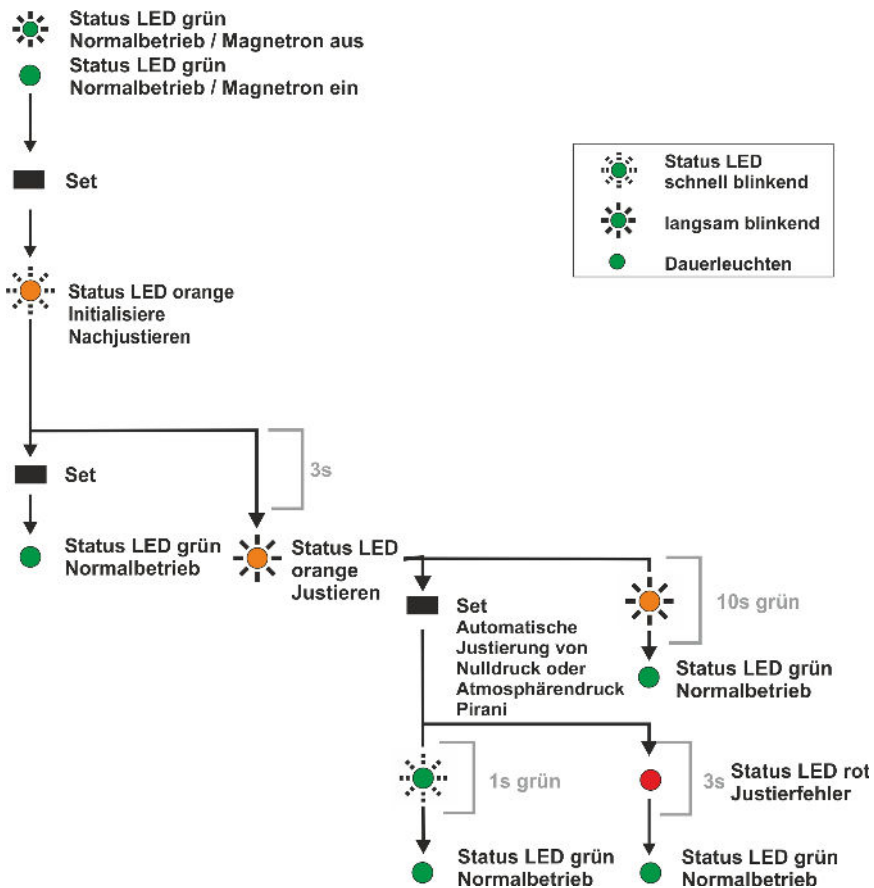 Status LED grün
Normalbetrieb / Magnetron aus
Status LED grün
Normalbetrieb / Magnetron ein
Set
Status LED
schnell blinkend
langsam blinkend
Dauerleuchten
Status LED orange
Initialisiere
Nachjustieren
3s
Set
Status LED grün
Normalbetrieb
Status LED
orange
Justieren
Set
Automatische
Justierung von
Nulldruck oder
Atmosphärendruck
Pirani
10s grün
Status LED grün
Normalbetrieb
1s grün
3s
Status LED rot
Justierfehler
Status LED grün
Normalbetrieb
Status LED grün
Normalbetrieb